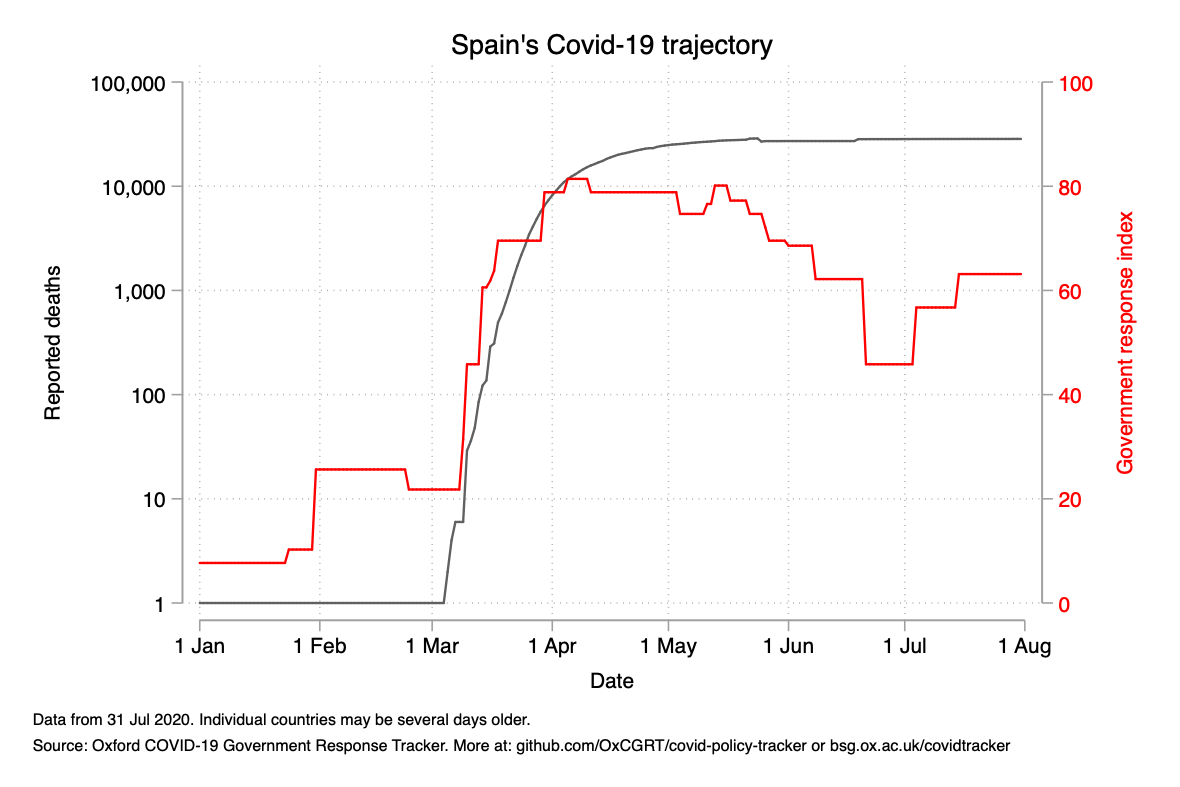 Spain's Covid-19 trajectory
100,000
10,000
1,000
100
10
1
Reported deaths
100
80
60
40
20
0
Government response index
1 Jan 1 Feb 1 Mar 1 Apr 1 May 1 Jun 1 Jul 1 Aug
Date
Data from 31 Jul 2020. Individual countries may be several days older.
Source: Oxford COVID-19 Government Response Tracker. More at: github.com/OxCGRT/covid-policy-tracker or bsg.ox.ac.uk/covidtracker